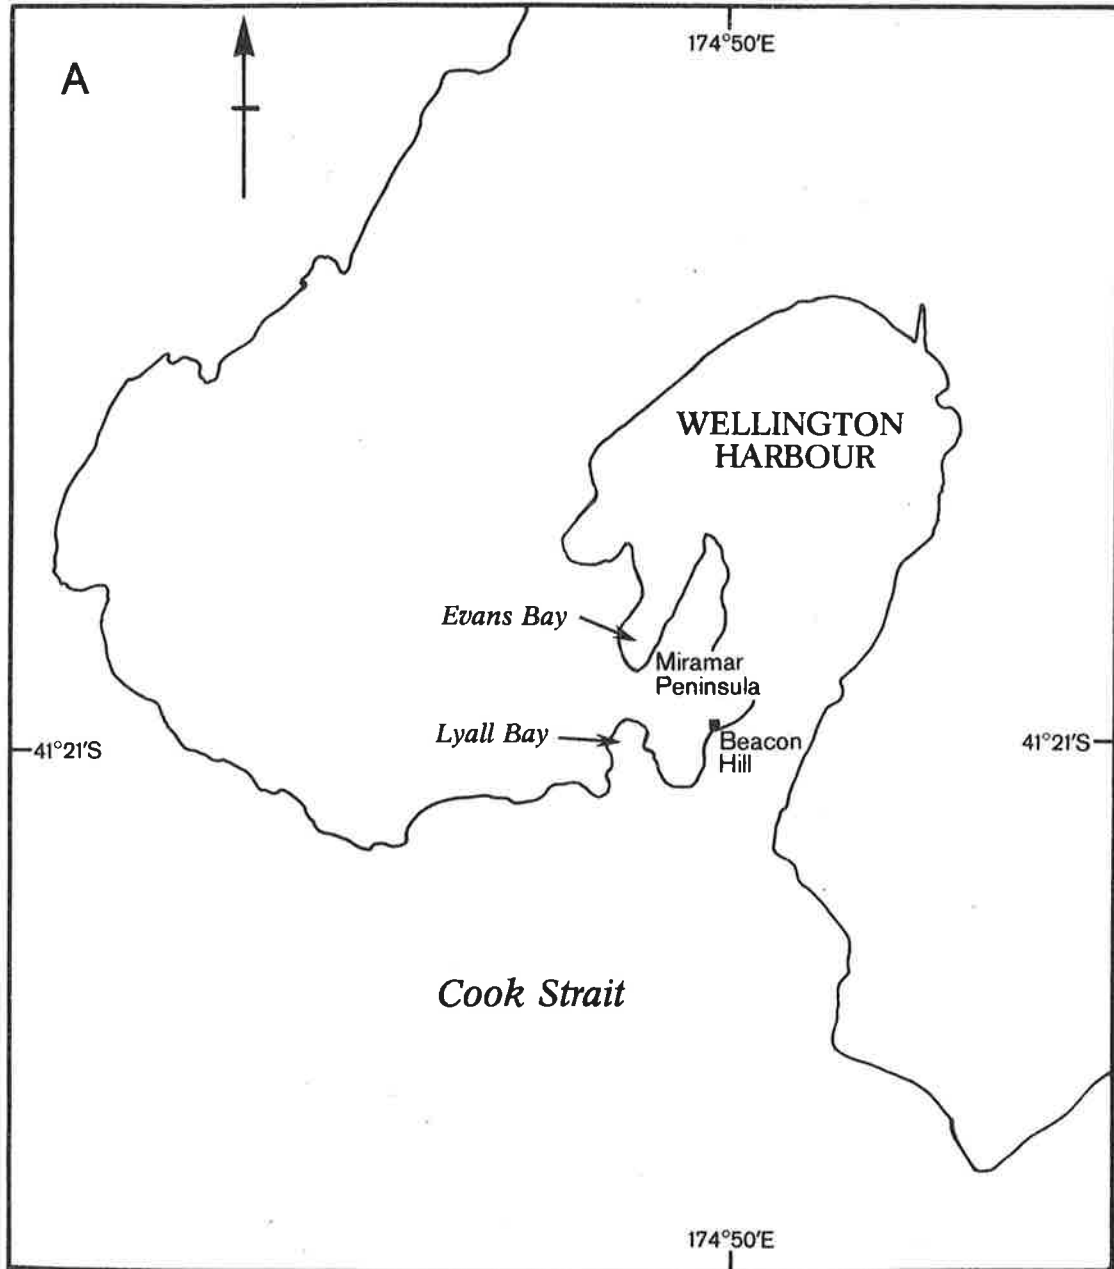 174°50'E
A
WELLINGTON
HARBOUR
Evans Bay
Miramar
Peninsula
Lyall Bay
41°21'S
Beacon
Hill
41°21'S
Cook Strait
174°50'E